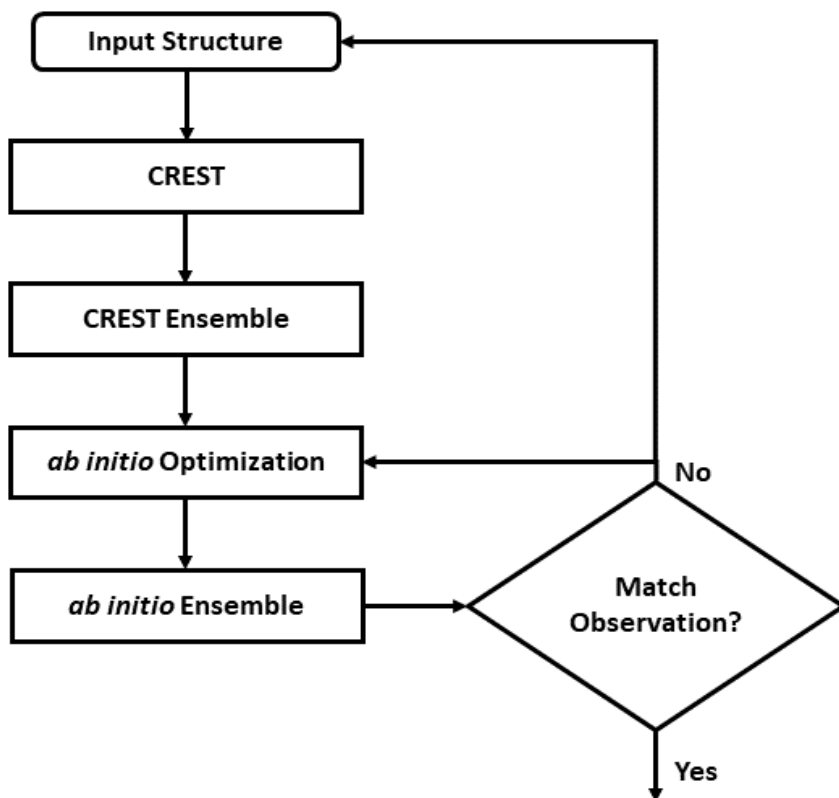 Input Structure
CREST
CREST Ensemble
ab initio Optimization
No
ab initio Ensemble
Match
Observation?
Yes